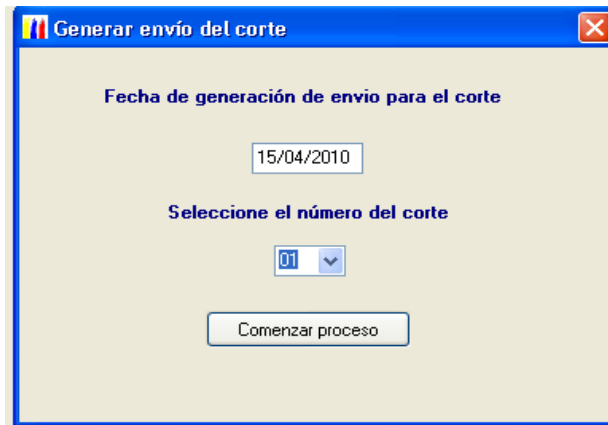 Generar envío del corte
Fecha de generación de envio para el corte
15/04/2010
Seleccione el número del corte
01
Comenzar proceso